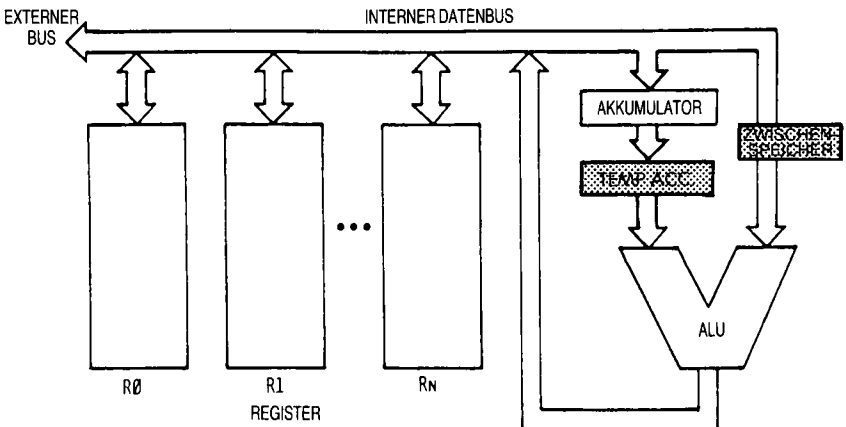 EXTERNER
BUS
INTERNER DATENBUS
AKKUMULATOR
ZWISCHEN-
SPEICHER
TEMP. ACC.
•••
ALU
RØ
R1
RN
REGISTER